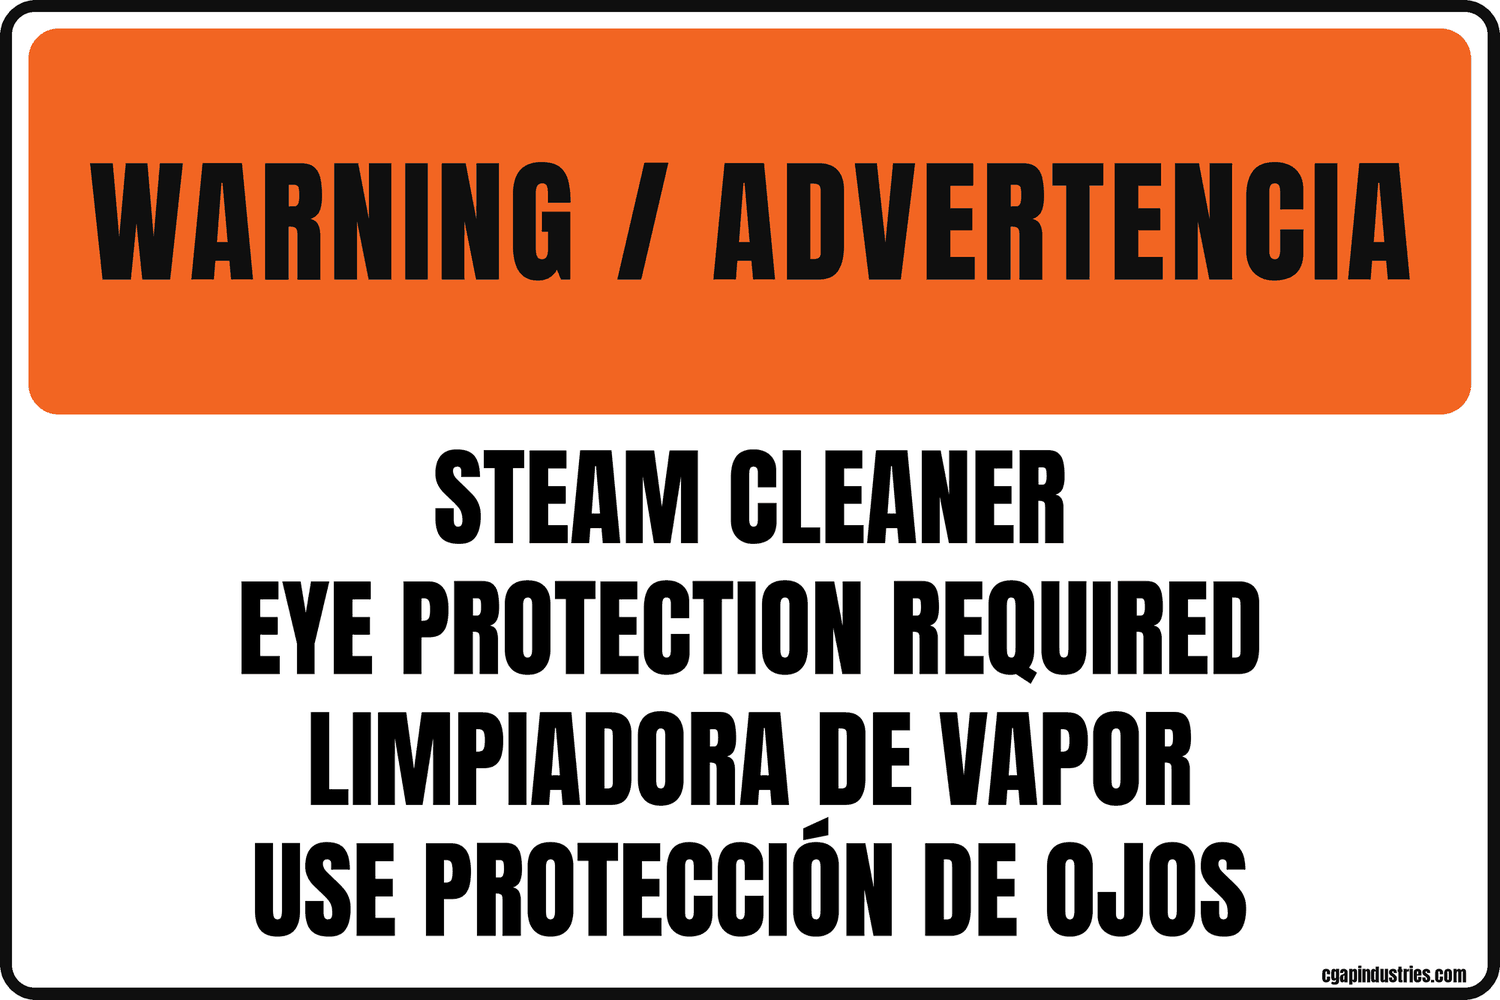 WARNING / ADVERTENCIA
STEAM CLEANER
EYE PROTECTION REQUIRED
LIMPIADORA DE VAPOR
USE PROTECCIÓN DE OJOS
cgapindustries.com